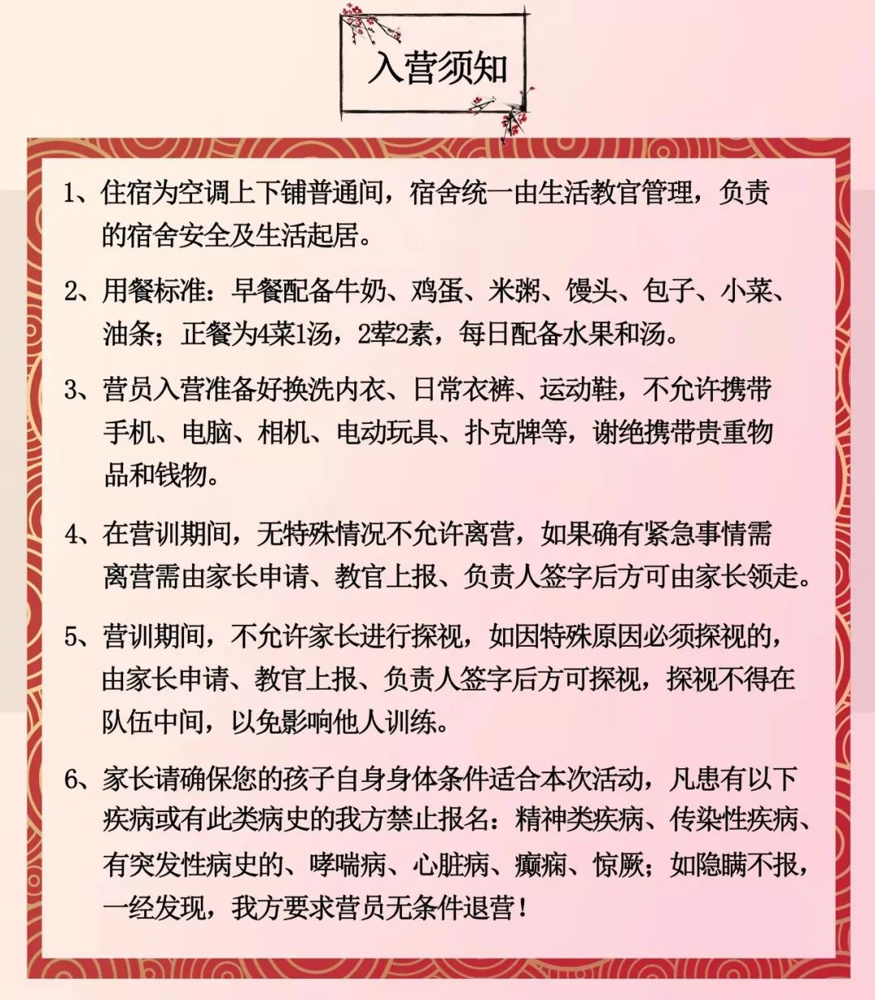 入营须知
1、住宿为空调上下铺普通间，宿舍统一由生活教官管理，负责
的宿舍安全及生活起居。
2、用餐标准：早餐配备牛奶、鸡蛋、米粥、馒头、包子、小菜、
油条；正餐为4菜1汤，2荤2素，每日配备水果和汤。
3、营员入营准备好换洗内衣、日常衣裤、运动鞋，不允许携带
手机、电脑、相机、电动玩具、扑克牌等，谢绝携带贵重物
品和钱物。
4、在营训期间，无特殊情况不允许离营，如果确有紧急事情需
离营需由家长申请、教官上报、负责人签字后方可由家长领走。
5、营训期间，不允许家长进行探视，如因特殊原因必须探视的，
由家长申请、教官上报、负责人签字后方可探视，探视不得在
队伍中间，以免影响他人训练。
6、家长请确保您的孩子自身身体条件适合本次活动，凡患有以下
疾病或有此类病史的我方禁止报名：精神类疾病、传染性疾病、
有突发性病史的、哮喘病、心脏病、癫痫、惊厥；如隐瞒不报，
一经发现，我方要求营员无条件退营！